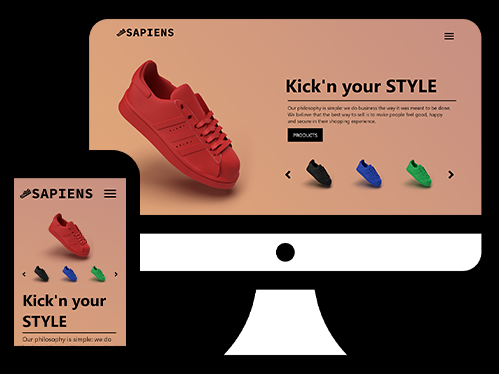 SAPIENS
Kick'n your STYLE
Our philosophy is simple: we do business the way it was meant to be done.
We believe that the best way to sell is to make people feel good, happy
and secure in their shopping experience.
PRODUCTS
SAPIENS
Kick'n your
STYLE
Our philosophy is simple: we do